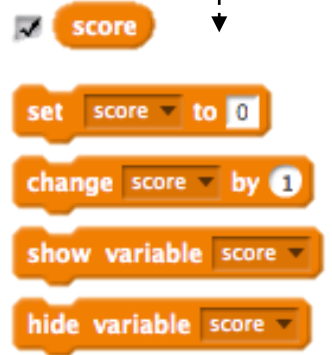 score
set score to 0
change score by 1
show variable score
hide variable score